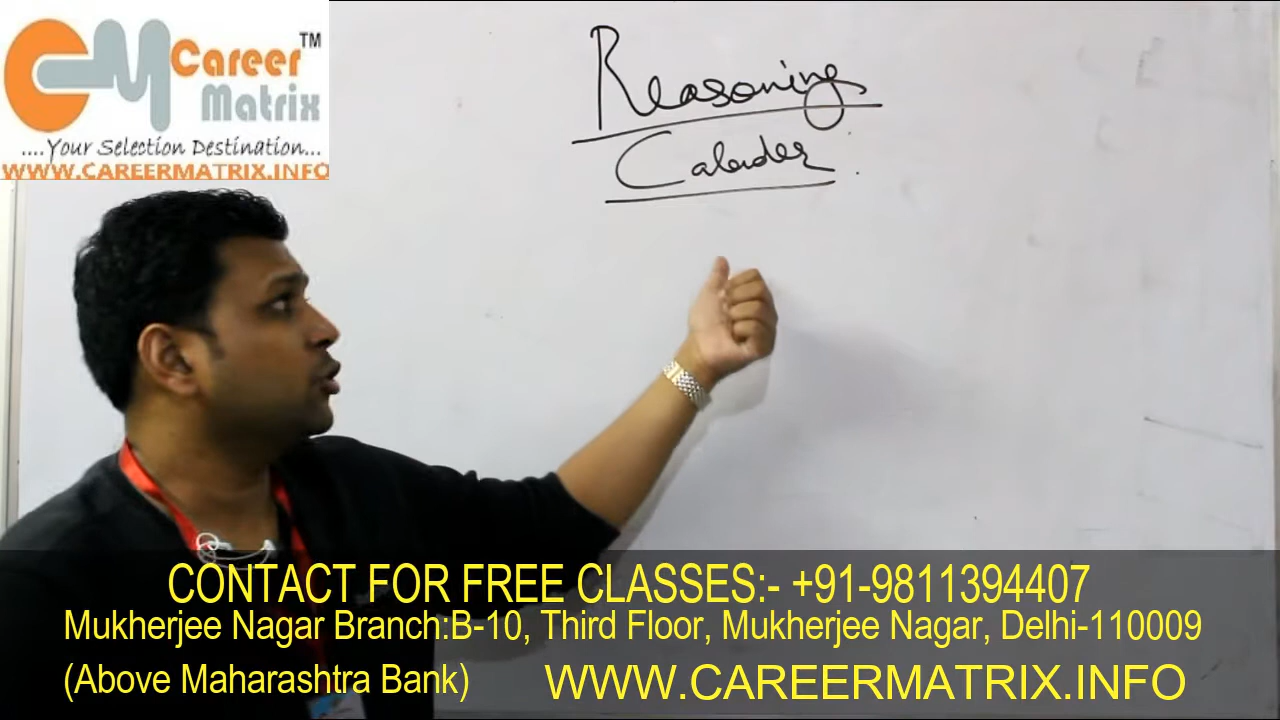 CM Career Matrix TM
....Your Selection Destination...
WWW.CAREERMATRIX.INFO
Reasoning
Calender
CONTACT FOR FREE CLASSES:- +91-9811394407
Mukherjee Nagar Branch:B-10, Third Floor, Mukherjee Nagar, Delhi-110009
(Above Maharashtra Bank) WWW.CAREERMATRIX.INFO